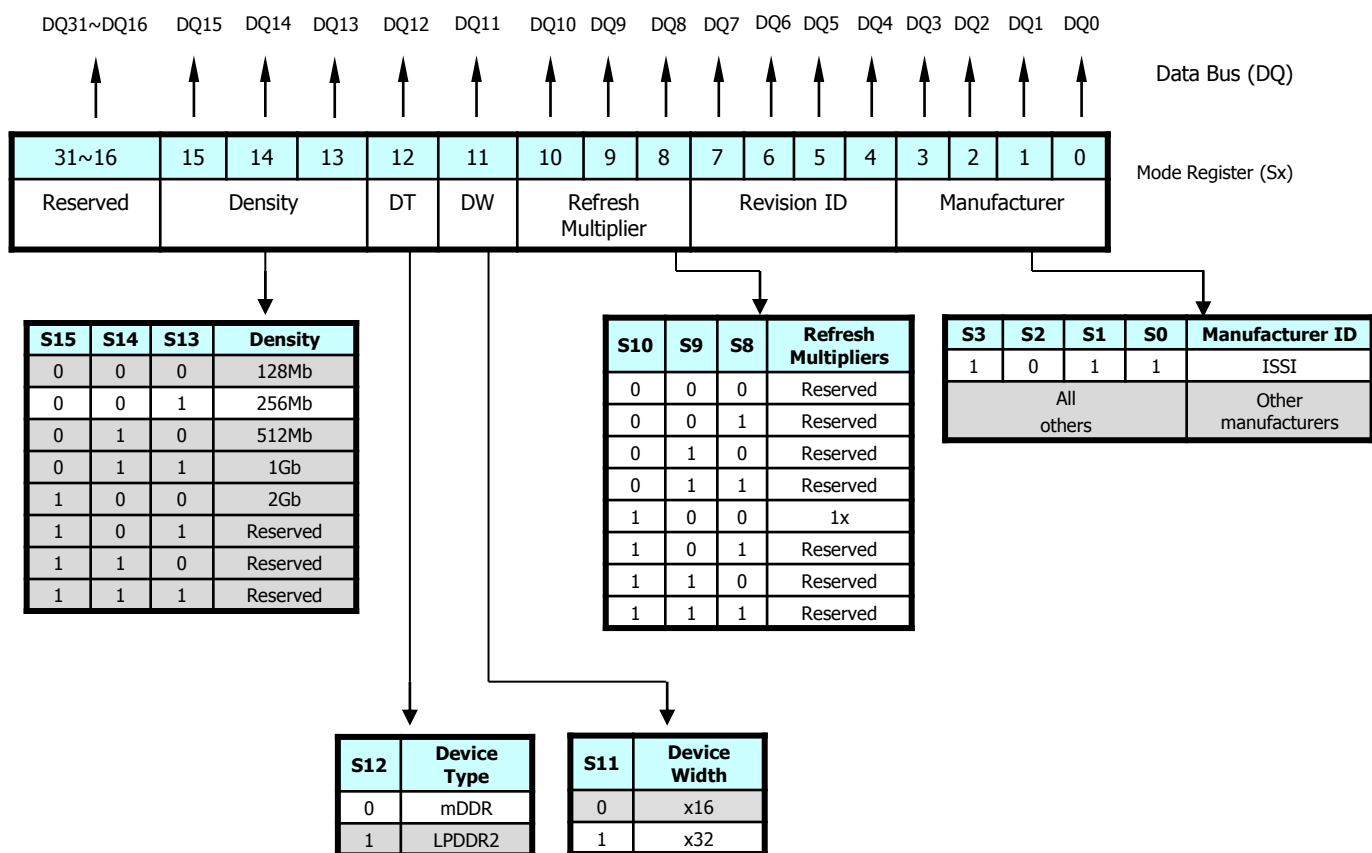 DQ31~DQ16 DQ15 DQ14 DQ13 DQ12 DQ11 DQ10 DQ9 DQ8 DQ7 DQ6 DQ5 DQ4 DQ3 DQ2 DQ1 DQ0
Data Bus (DQ)
31~16 15 14 13 12 11 10 9 8 7 6 5 4 3 2 1 0
Mode Register (Sx)
Reserved Density DT DW Refresh Multiplier Revision ID Manufacturer
S15 S14 S13 Density
0 0 0 128Mb
0 0 1 256Mb
0 1 0 512Mb
0 1 1 1Gb
1 0 0 2Gb
1 0 1 Reserved
1 1 0 Reserved
1 1 1 Reserved
S10 S9 S8 Refresh Multipliers
0 0 0 Reserved
0 0 1 Reserved
0 1 0 Reserved
0 1 1 Reserved
1 0 0 1x
1 0 1 Reserved
1 1 0 Reserved
1 1 1 Reserved
S3 S2 S1 S0 Manufacturer ID
1 0 1 1 ISSI
All others Other manufacturers
S12 Device Type
0 mDDR
1 LPDDR2
S11 Device Width
0 x16
1 x32